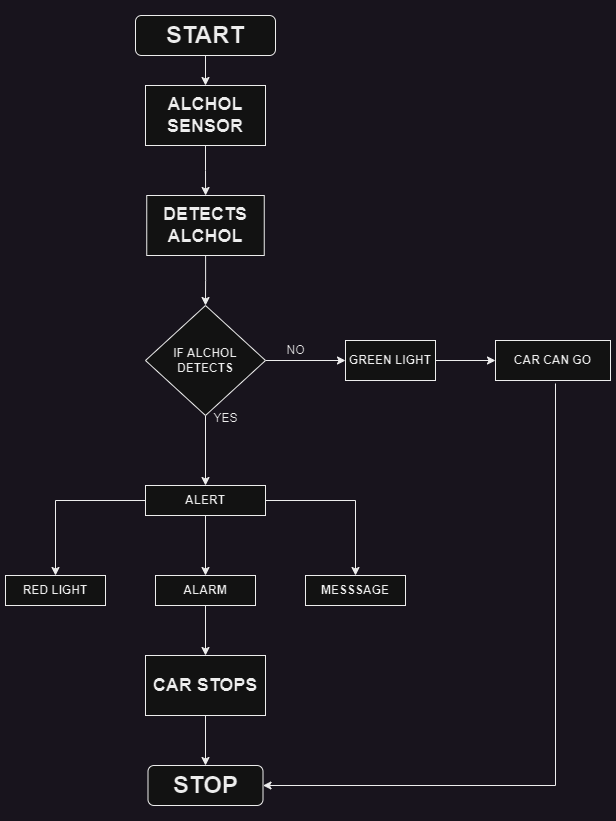 START
ALCHOL
SENSOR
DETECTS
ALCHOL
IF ALCHOL
DETECTS
NO
GREEN LIGHT
CAR CAN GO
YES
ALERT
RED LIGHT
ALARM
MESSSAGE
CAR STOPS
STOP